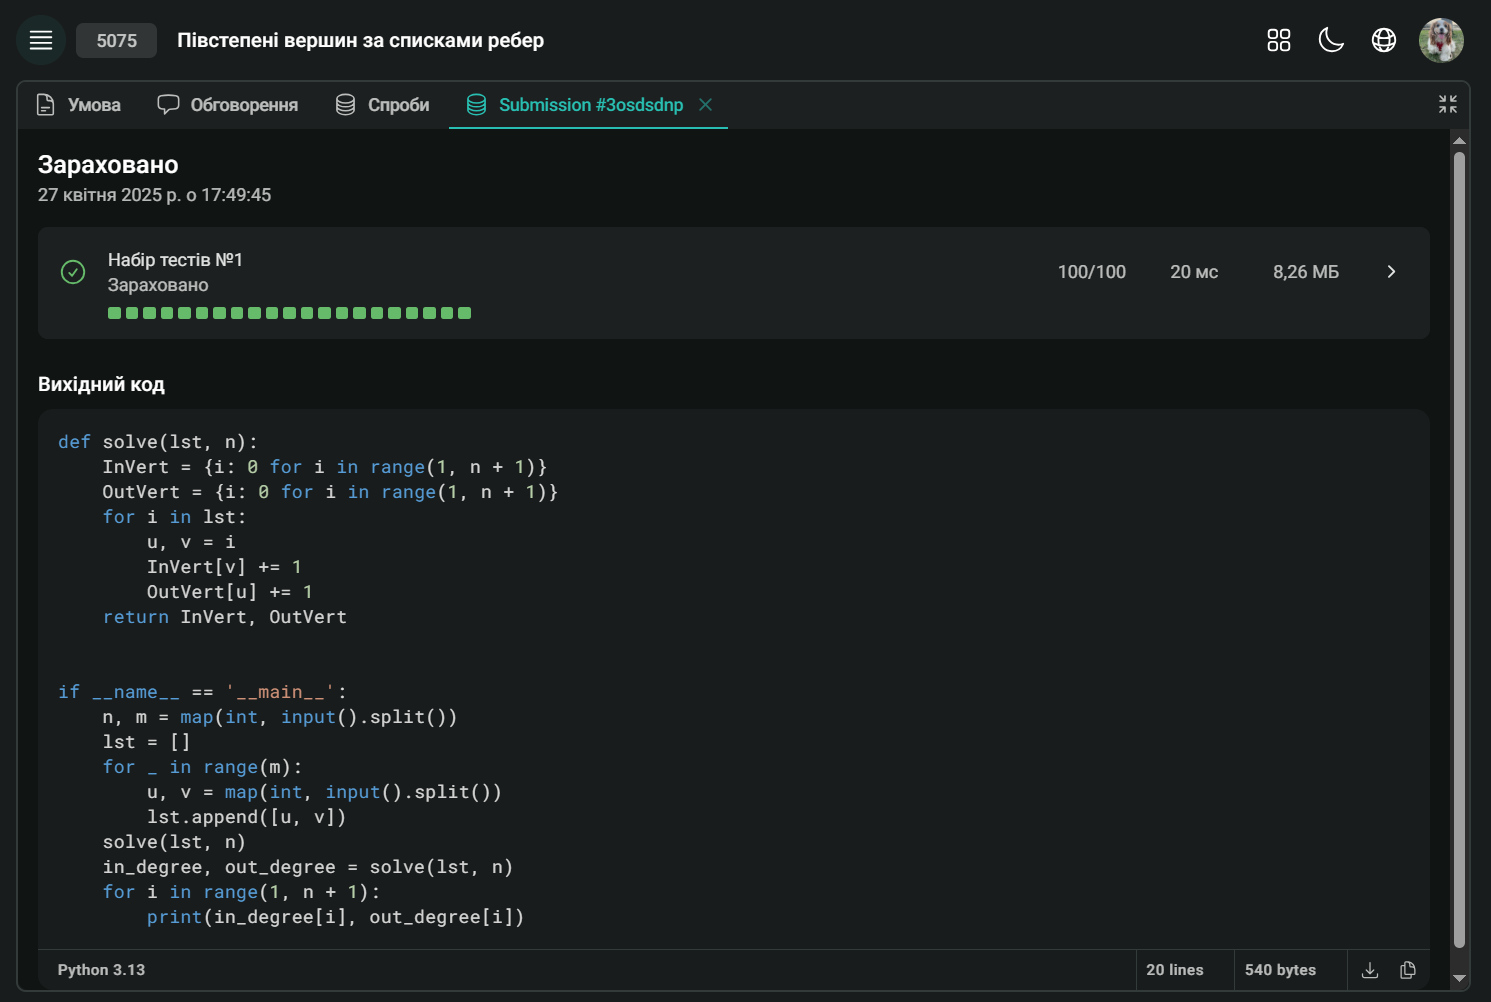 5075 Півстепені вершин за списками ребер
Умова Обговорення Спроби Submission #3osdsdnp
Зараховано
27 квітня 2025 р. о 17:49:45
Набір тестів №1
Зараховано
100/100 20 мс 8,26 МБ
Вихідний код
def solve(lst, n):
    InVert = {i: 0 for i in range(1, n + 1)}
    OutVert = {i: 0 for i in range(1, n + 1)}
    for i in lst:
        u, v = i
        InVert[v] += 1
        OutVert[u] += 1
    return InVert, OutVert
if __name__ == '__main__':
    n, m = map(int, input().split())
    lst = []
    for _ in range(m):
        u, v = map(int, input().split())
        lst.append([u, v])
    solve(lst, n)
    in_degree, out_degree = solve(lst, n)
    for i in range(1, n + 1):
        print(in_degree[i], out_degree[i])
Python 3.13 20 lines 540 bytes